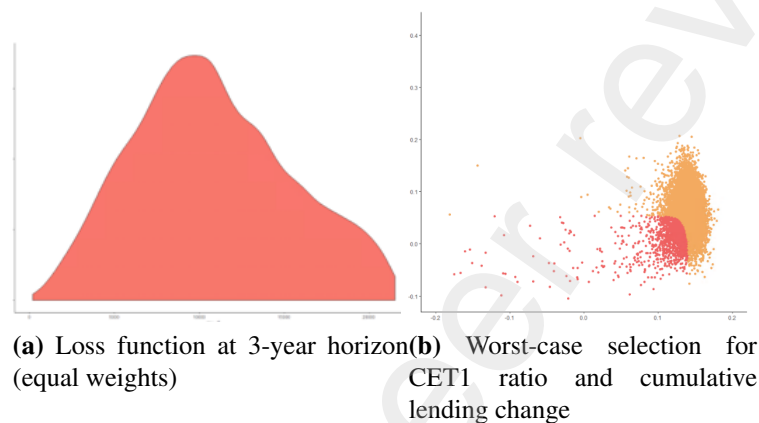 0.4
0.3
0.2
0.1
0.0
-0.1
-0.2 -0.1 0.0 0.1 0.2
(a) Loss function at 3-year horizon
(equal weights)
(b) Worst-case selection for
CET1 ratio and cumulative
lending change